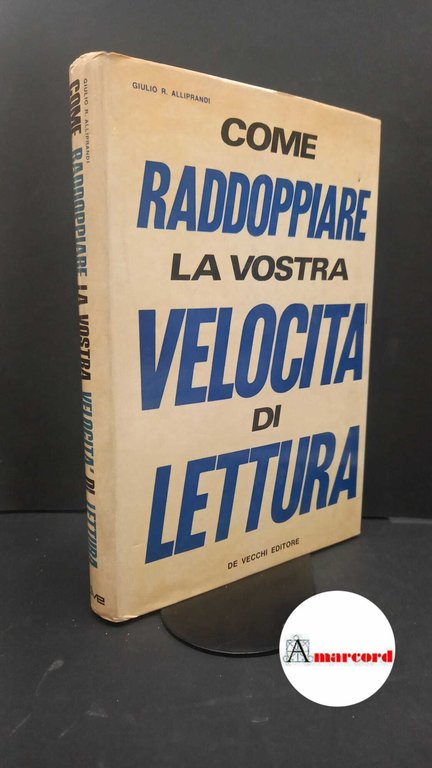 GIULIO R. ALLIPRANDI
COME
RADDOPPIARE
LA VOSTRA
VELOCITA'
DI
LETTURA
DE VECCHI EDITORE
GIULIO R. ALLIPRANDI
COME RADDOPPIARE LA VOSTRA VELOCITA' DI LETTURA
Amarcord